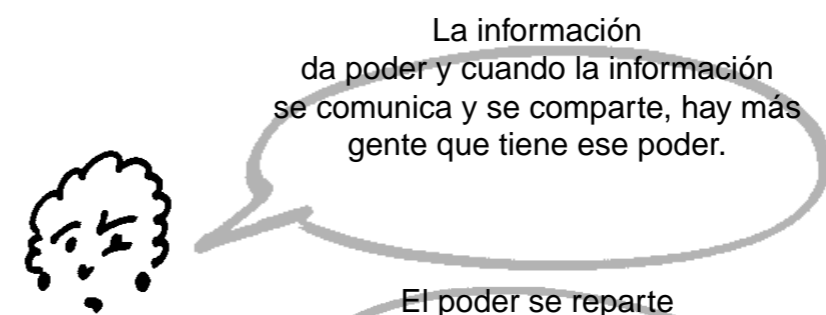 La información
da poder y cuando la información
se comunica y se comparte, hay más
gente que tiene ese poder.
El poder se reparte